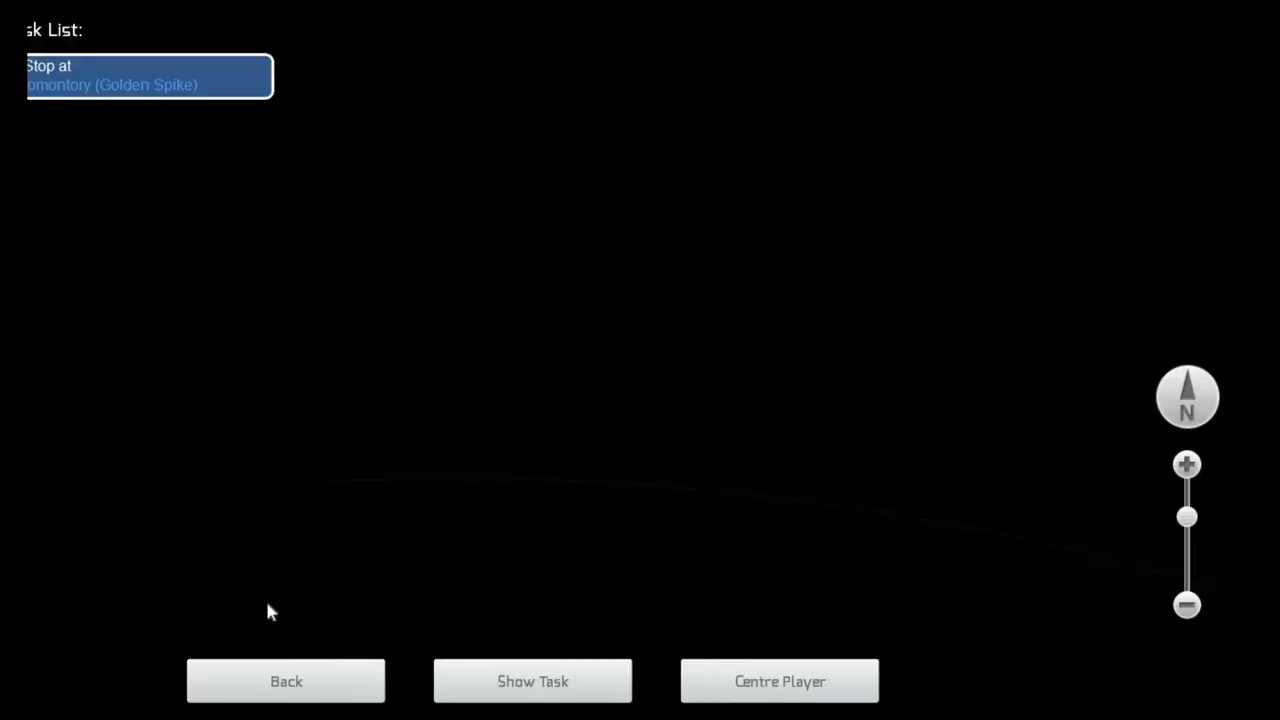 sk List:
Stop at
omontory (Golden Spike)
N
Back
Show Task
Centre Player